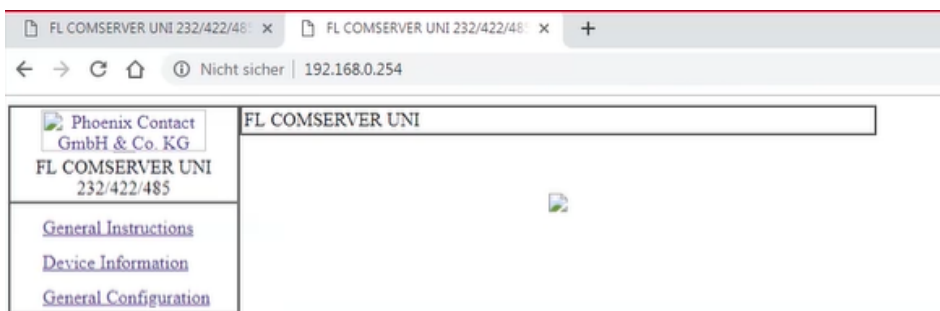 FL COMSERVER UNI 232/422/485
FL COMSERVER UNI 232/422/48
Nicht sicher | 192.168.0.254
Phoenix Contact
GmbH & Co. KG
FL COMSERVER UNI
232/422/485
FL COMSERVER UNI
General Instructions
Device Information
General Configuration